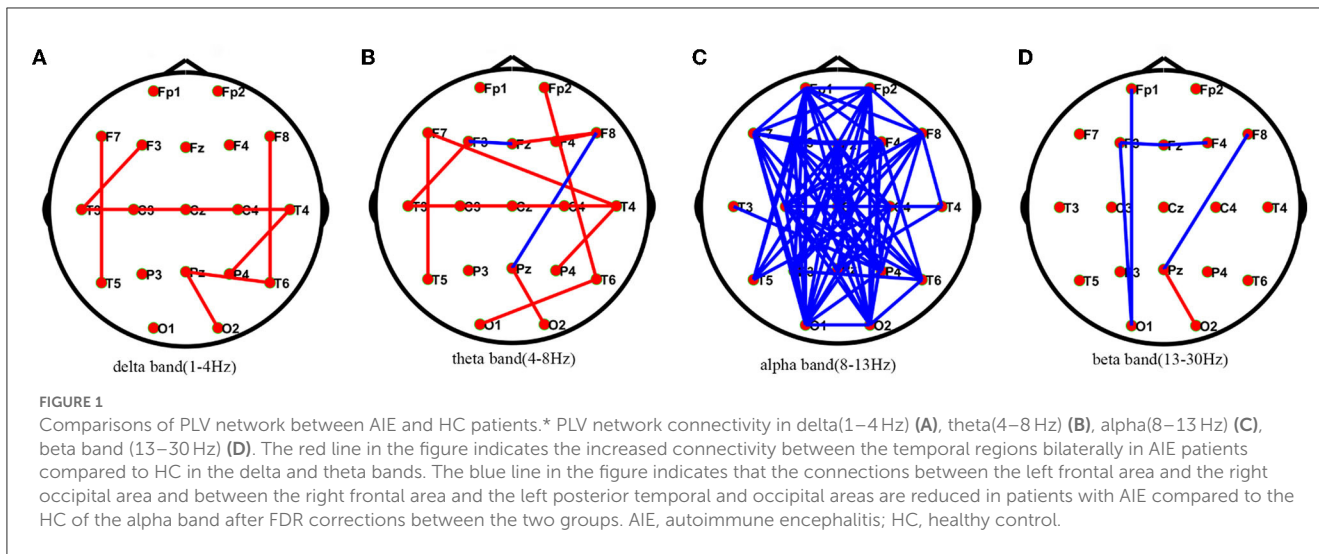 A
Fp1 Fp2
F7 F3 Fz F4 F8
T3 C3 Cz C4 T4
T5 P3 Pz P4 T6
O1 O2
delta band(1-4Hz)
B
Fp1 Fp2
F7 F3 Fz F4 F8
T3 C3 Cz C4 T4
T5 P3 Pz P4 T6
O1 O2
theta band(4-8Hz)
C
Fp1 Fp2
F7 F4 F8
T3 T4
T5 P4 T6
O1 O2
alpha band(8-13Hz)
D
Fp1 Fp2
F7 F3 Fz F4 F8
T3 C3 Cz C4 T4
T5 P3 Pz P4 T6
O1 O2
beta band(13-30Hz)
FIGURE 1
Comparisons of PLV network between AIE and HC patients.* PLV network connectivity in delta(1–4 Hz) (A), theta(4–8 Hz) (B), alpha(8–13 Hz) (C),
beta band (13–30 Hz) (D). The red line in the figure indicates the increased connectivity between the temporal regions bilaterally in AIE patients
compared to HC in the delta and theta bands. The blue line in the figure indicates that the connections between the left frontal area and the right
occipital area and between the right frontal area and the left posterior temporal and occipital areas are reduced in patients with AIE compared to the
HC of the alpha band after FDR corrections between the two groups. AIE, autoimmune encephalitis; HC, healthy control.